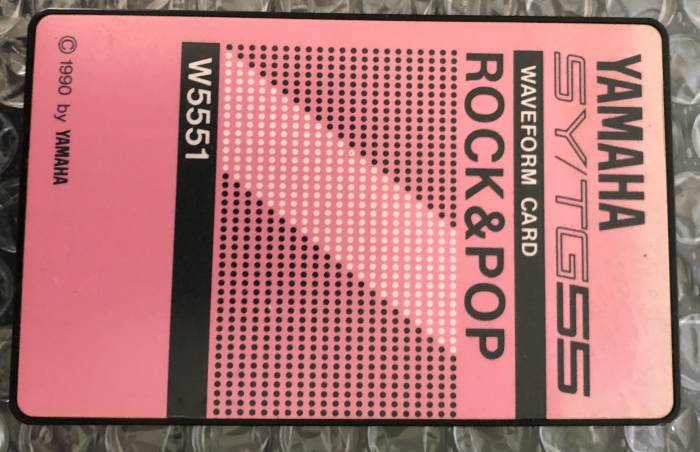 YAMAHA
SY/TG55
WAVEFORM CARD
ROCK&POP
W5551
© 1990 by YAMAHA